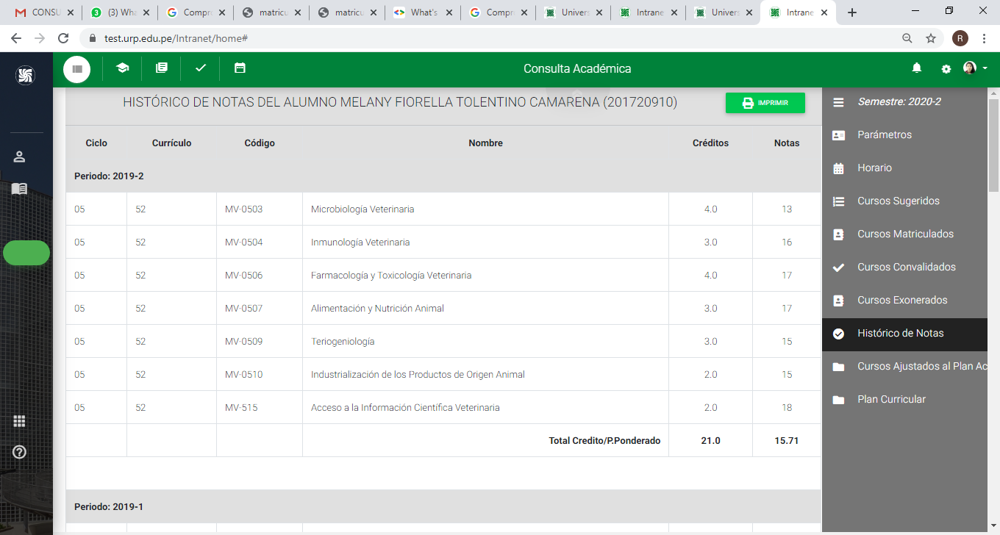 CONSU
3 (3) Wha
Compro
matricu
matricu
What's
Compr
Univers
Intrane
Univers
Intrane
test.urp.edu.pe/Intranet/home#
R
Consulta Académica
HISTÓRICO DE NOTAS DEL ALUMNO MELANY FIORELLA TOLENTINO CAMARENA (201720910)
IMPRIMIR
Ciclo Currículo Código Nombre Créditos Notas
Periodo: 2019-2
05 52 MV-0503 Microbiología Veterinaria 4.0 13
05 52 MV-0504 Inmunología Veterinaria 3.0 16
05 52 MV-0506 Farmacología y Toxicología Veterinaria 4.0 17
05 52 MV-0507 Alimentación y Nutrición Animal 3.0 17
05 52 MV-0509 Teriogeniología 3.0 15
05 52 MV-0510 Industrialización de los Productos de Origen Animal 2.0 15
05 52 MV-515 Acceso a la Información Científica Veterinaria 2.0 18
Total Credito/P.Ponderado 21.0 15.71
Periodo: 2019-1
Semestre: 2020-2
Parámetros
Horario
Cursos Sugeridos
Cursos Matriculados
Cursos Convalidados
Cursos Exonerados
Histórico de Notas
Cursos Ajustados al Plan Ac
Plan Curricular